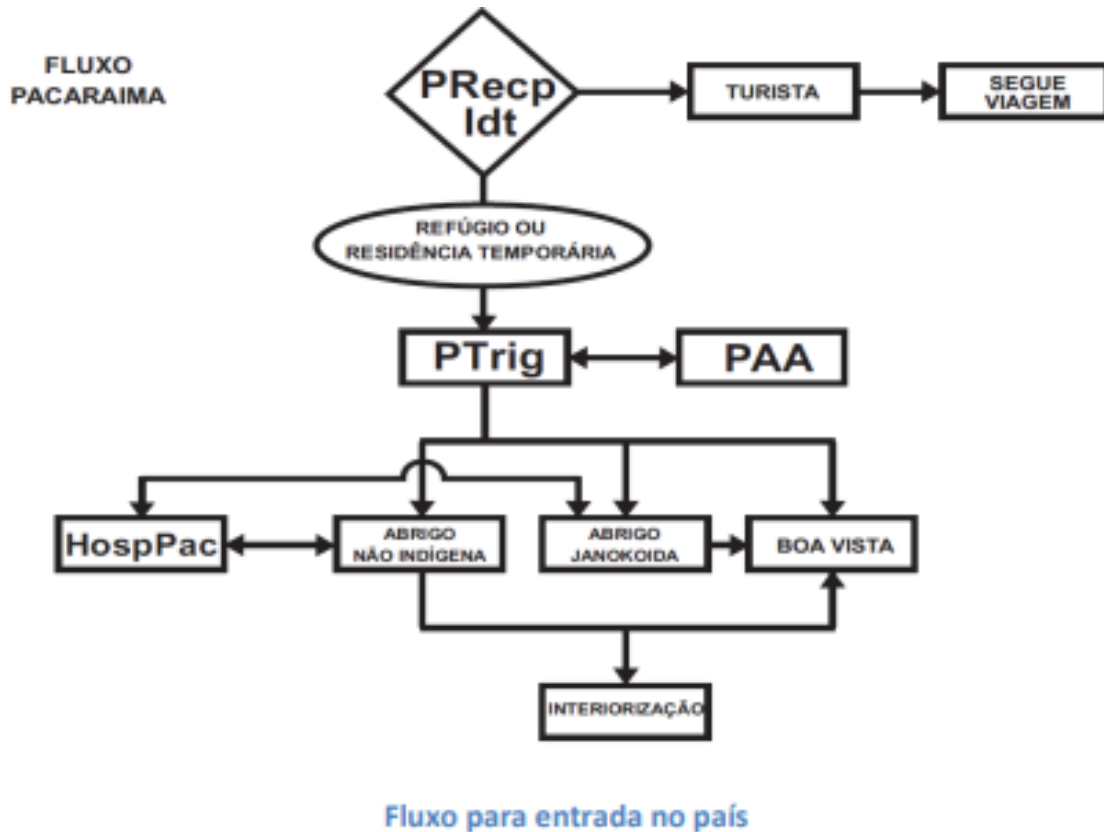 FLUXO
PACARAIMA
PRecp
Idt
TURISTA
SEGUE
VIAGEM
REFÚGIO OU
RESIDÊNCIA TEMPORÁRIA
PTrig
PAA
HospPac
ABRIGO
NÃO INDÍGENA
ABRIGO
JANOKOIDA
BOA VISTA
INTERIORIZAÇÃO
Fluxo para entrada no país